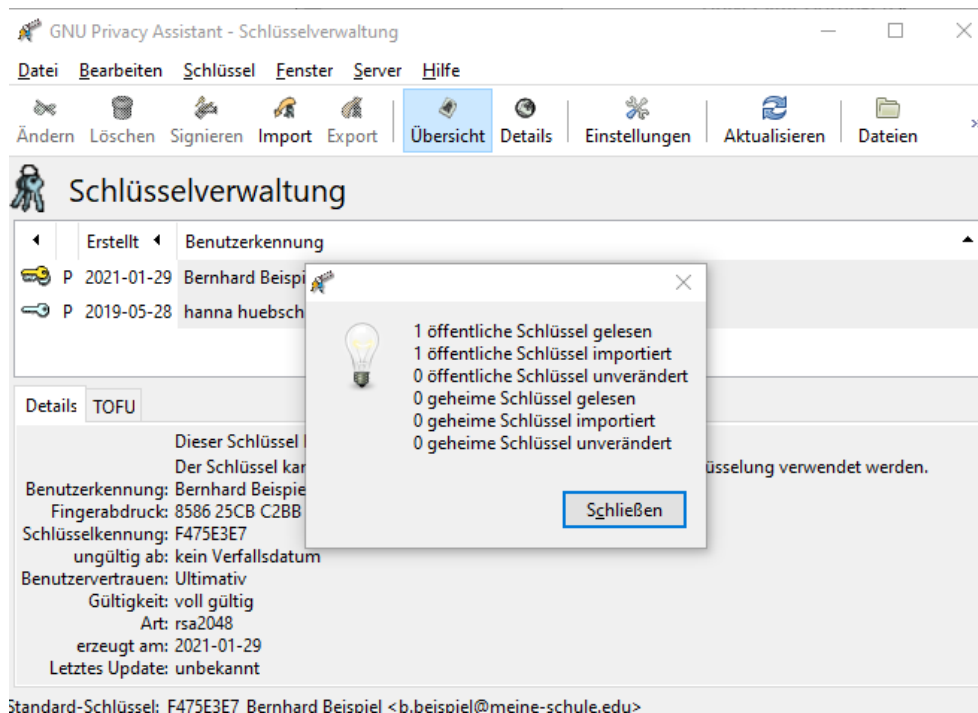 GNU Privacy Assistant - Schlüsselverwaltung
Datei Bearbeiten Schlüssel Fenster Server Hilfe
Ändern Löschen Signieren Import Export Übersicht Details Einstellungen Aktualisieren Dateien
Schlüsselverwaltung
Erstellt Benutzerkennung
P 2021-01-29 Bernhard Beispi
P 2019-05-28 hanna huebsch
1 öffentliche Schlüssel gelesen
1 öffentliche Schlüssel importiert
0 öffentliche Schlüssel unverändert
0 geheime Schlüssel gelesen
0 geheime Schlüssel importiert
0 geheime Schlüssel unverändert
Schließen
Details TOFU
Dieser Schlüssel
Der Schlüssel kar üsselung verwendet werden.
Benutzerkennung: Bernhard Beispie
Fingerabdruck: 8586 25CB C2BB
Schlüsselkennung: F475E3E7
ungültig ab: kein Verfallsdatum
Benutzervertrauen: Ultimativ
Gültigkeit: voll gültig
Art: rsa2048
erzeugt am: 2021-01-29
Letztes Update: unbekannt
Standard-Schlüssel: F475E3E7 Bernhard Beispiel <b.beispiel@meine-schule.edu>